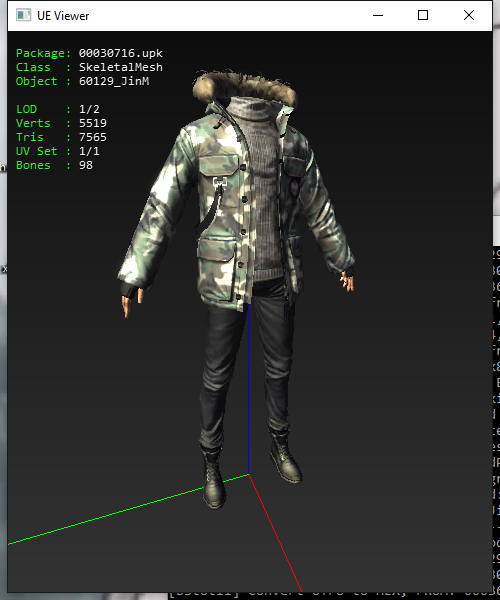 UE Viewer
Package: 00030716.upk
Class  : SkeletalMesh
Object : 60129_JinM
LOD    : 1/2
Verts  : 5519
Tris   : 7565
UV Set : 1/1
Bones  : 98